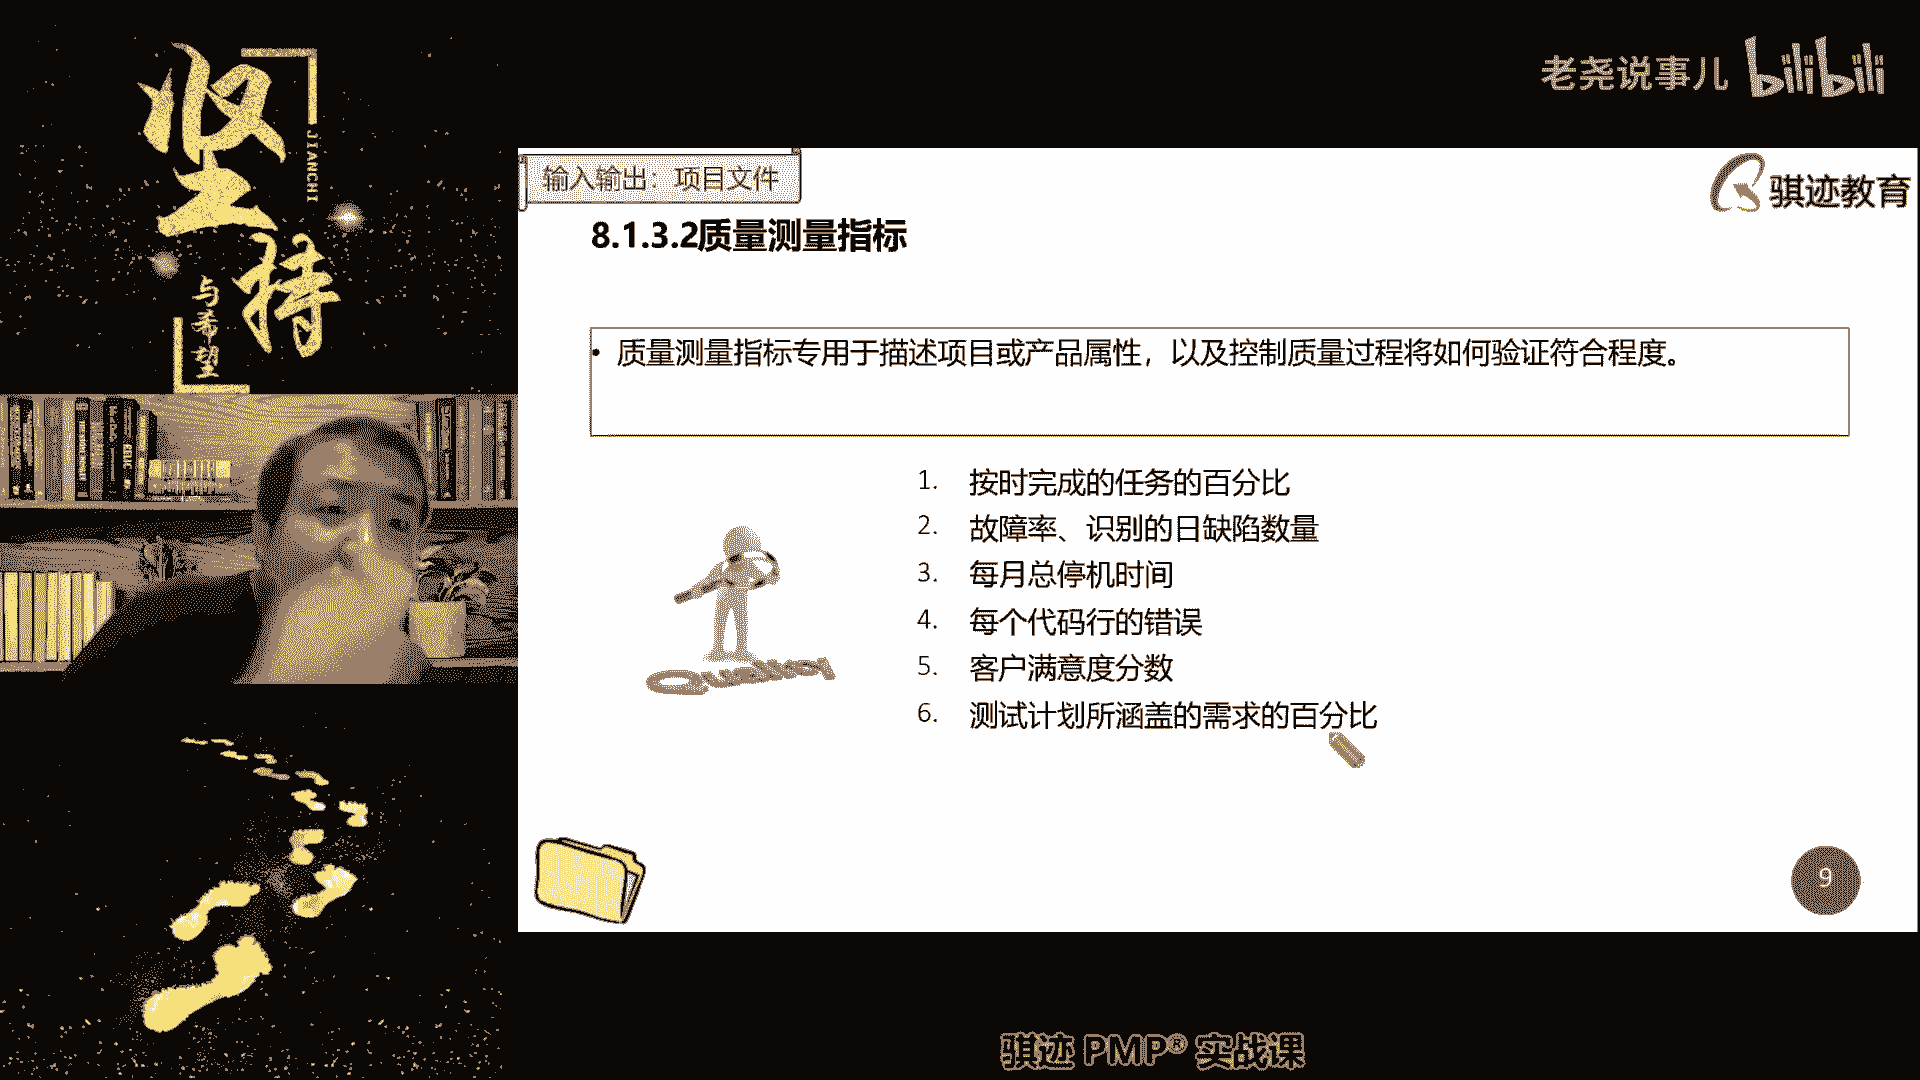 坚持
JIANCHI
与希望
老尧说事儿 bilibili
输入输出：项目文件
骐迹教育
8.1.3.2质量测量指标
• 质量测量指标专用于描述项目或产品属性，以及控制质量过程将如何验证符合程度。
1. 按时完成的任务的百分比
2. 故障率、识别的日缺陷数量
3. 每月总停机时间
4. 每个代码行的错误
5. 客户满意度分数
6. 测试计划所涵盖的需求的百分比
Quality
9
骐迹 PMP® 实战课